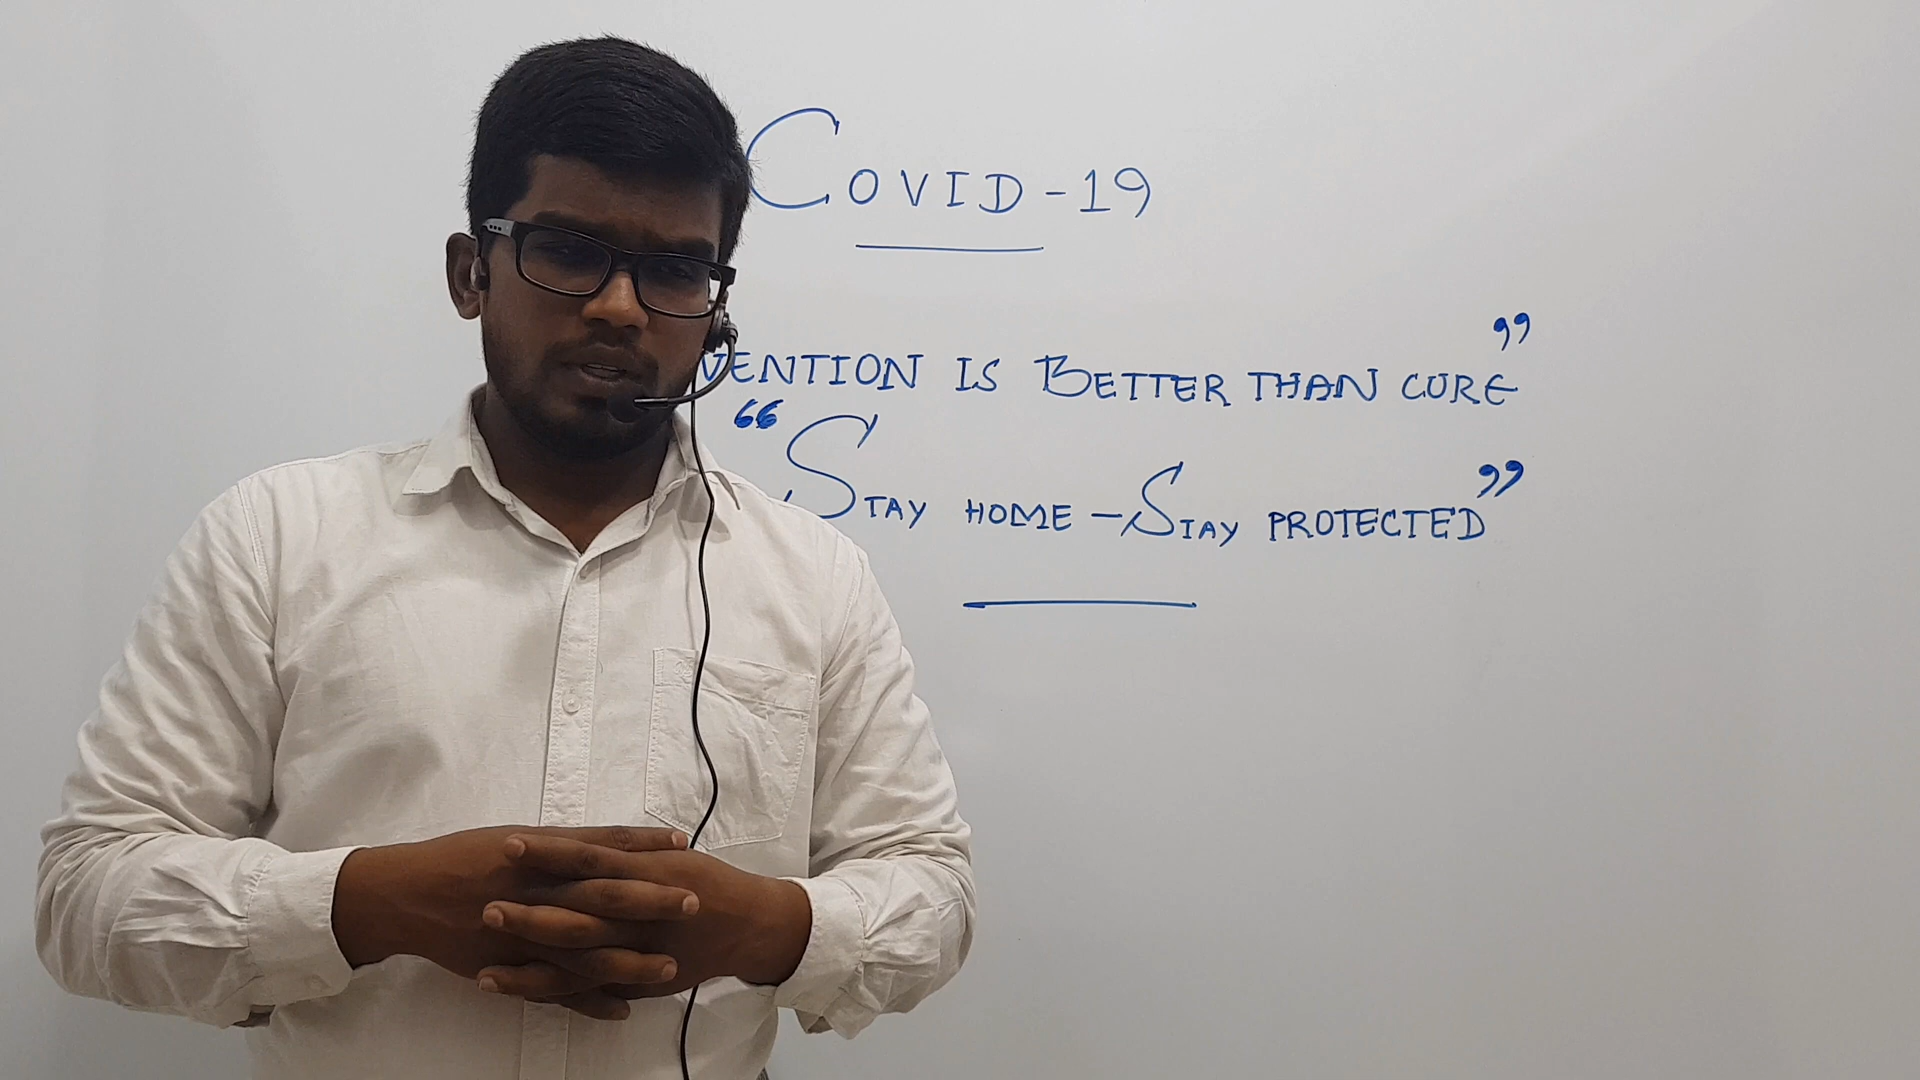 COVID-19
VENTION IS BETTER THAN CURE”
“STAY HOME - STAY PROTECTED”